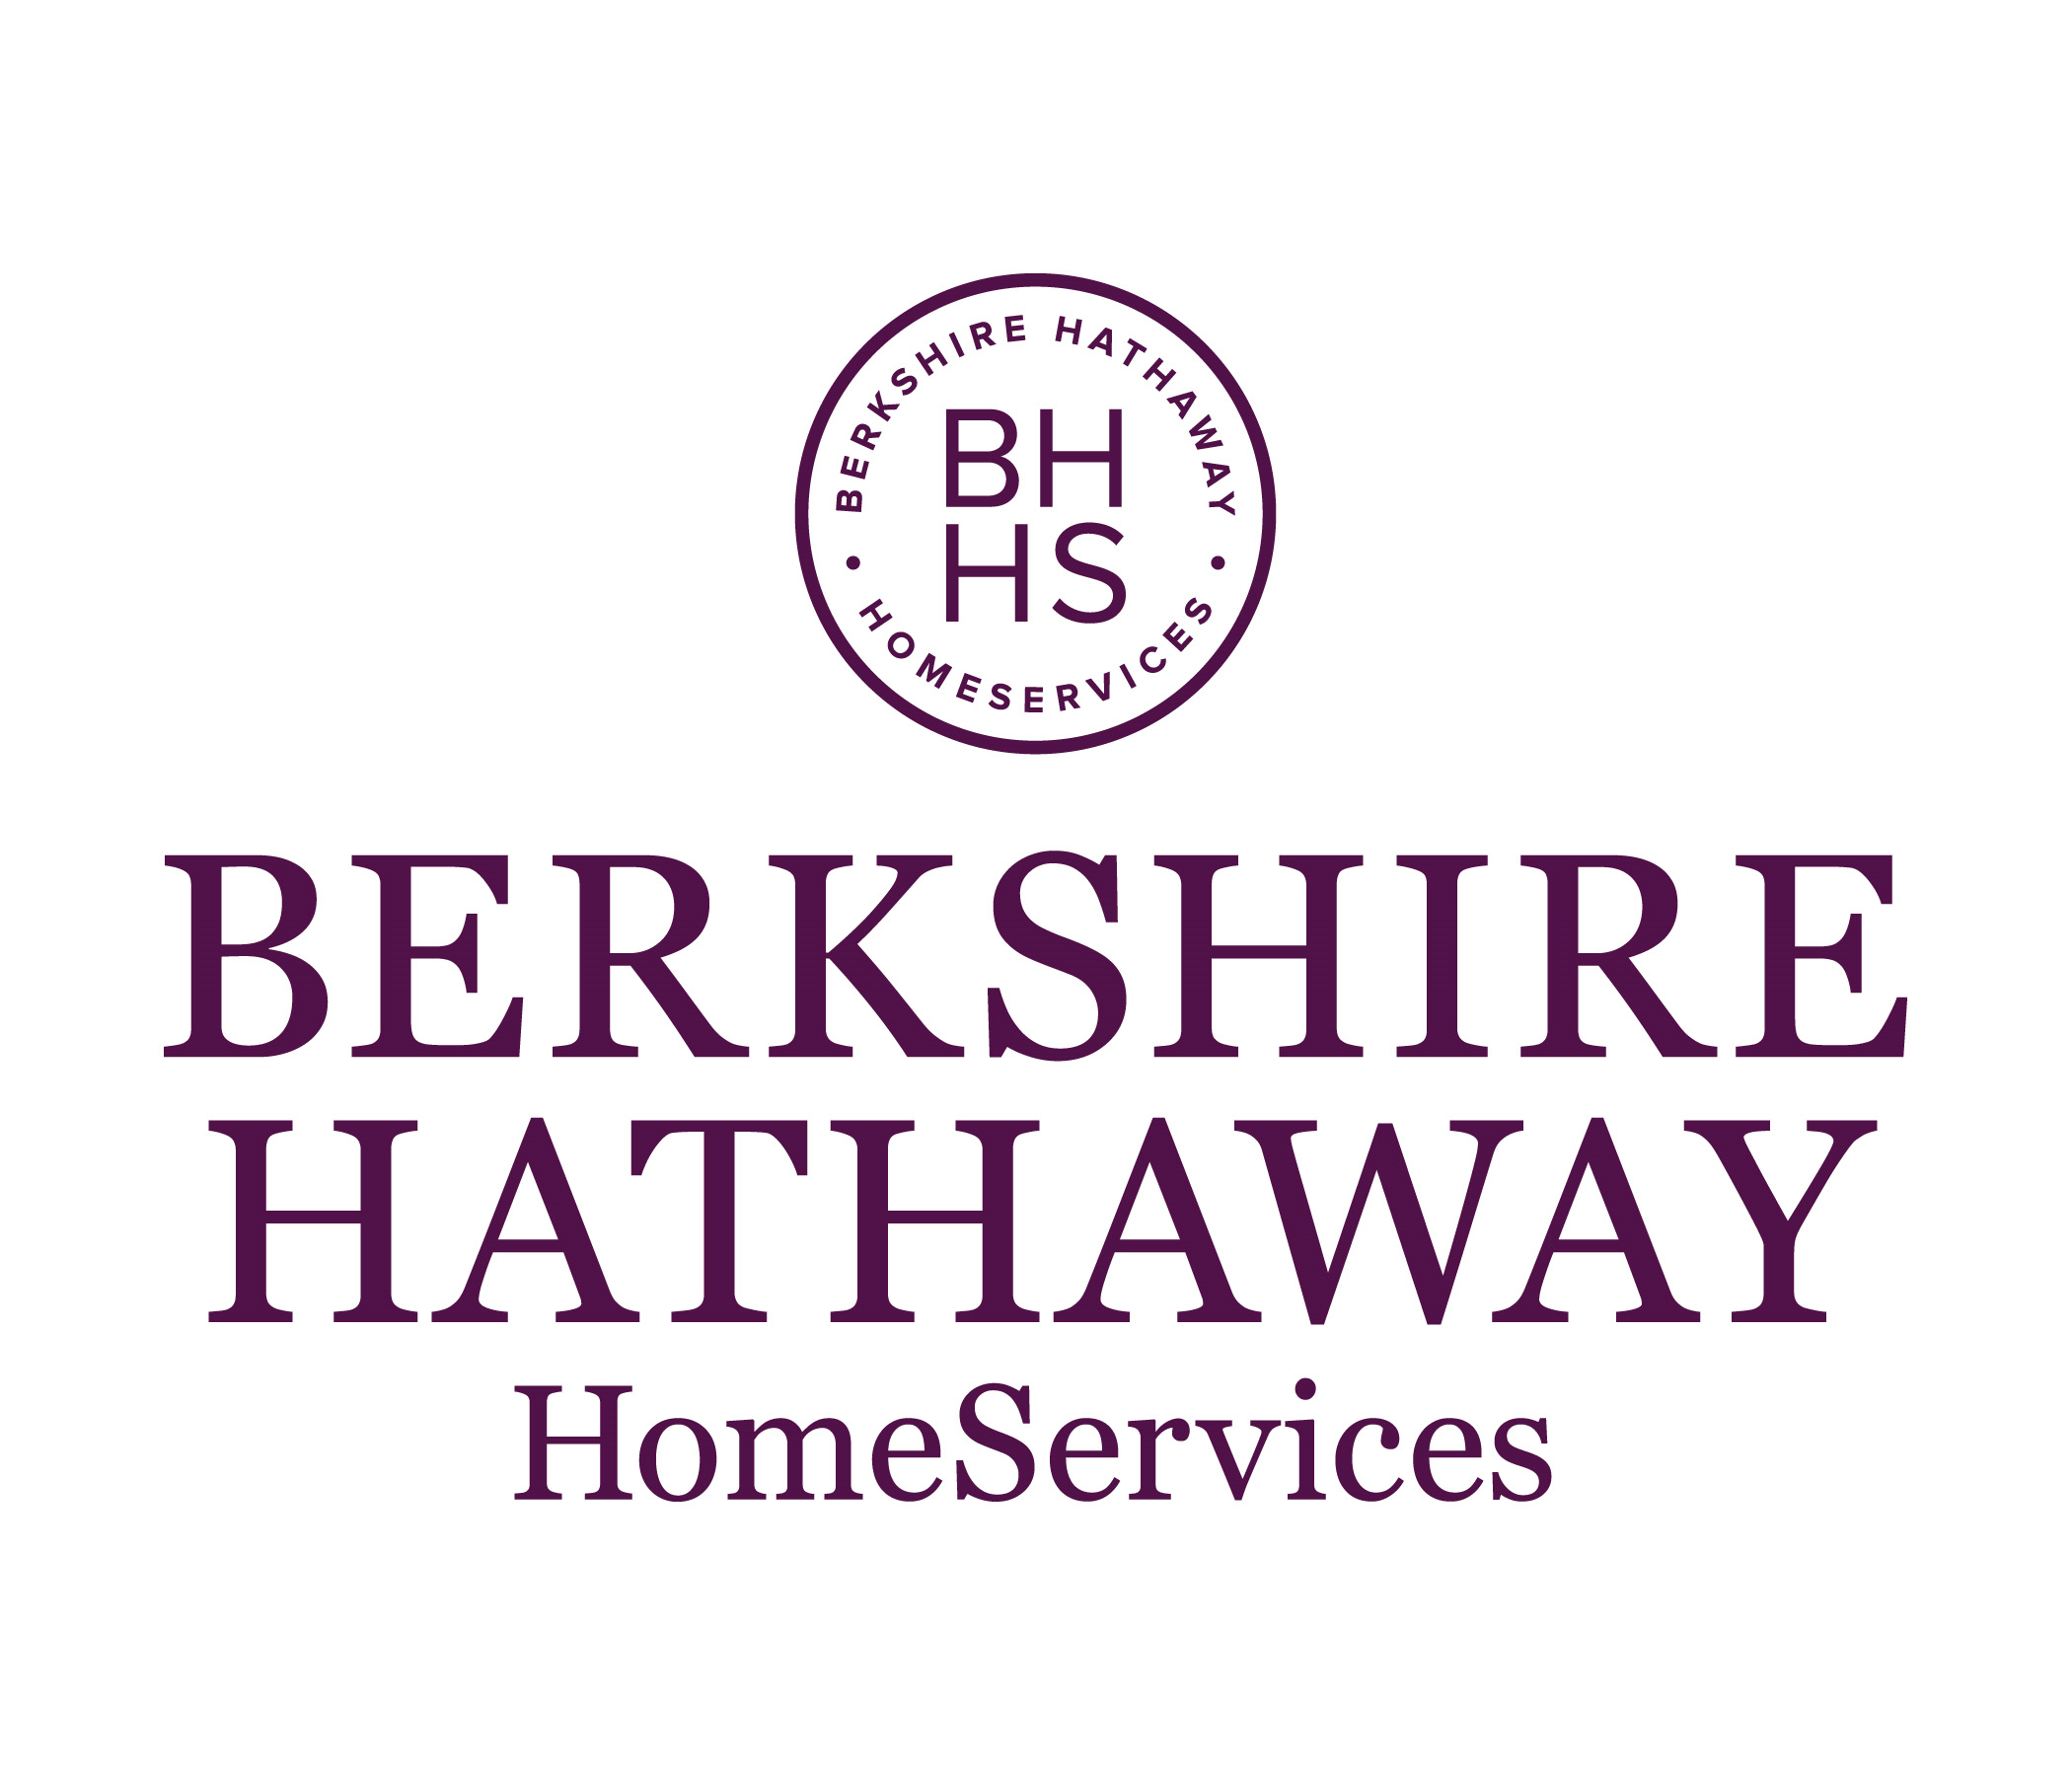 BERKSHIRE HATHAWAY
BH
HS
• HOMESERVICES •
BERKSHIRE
HATHAWAY
HomeServices